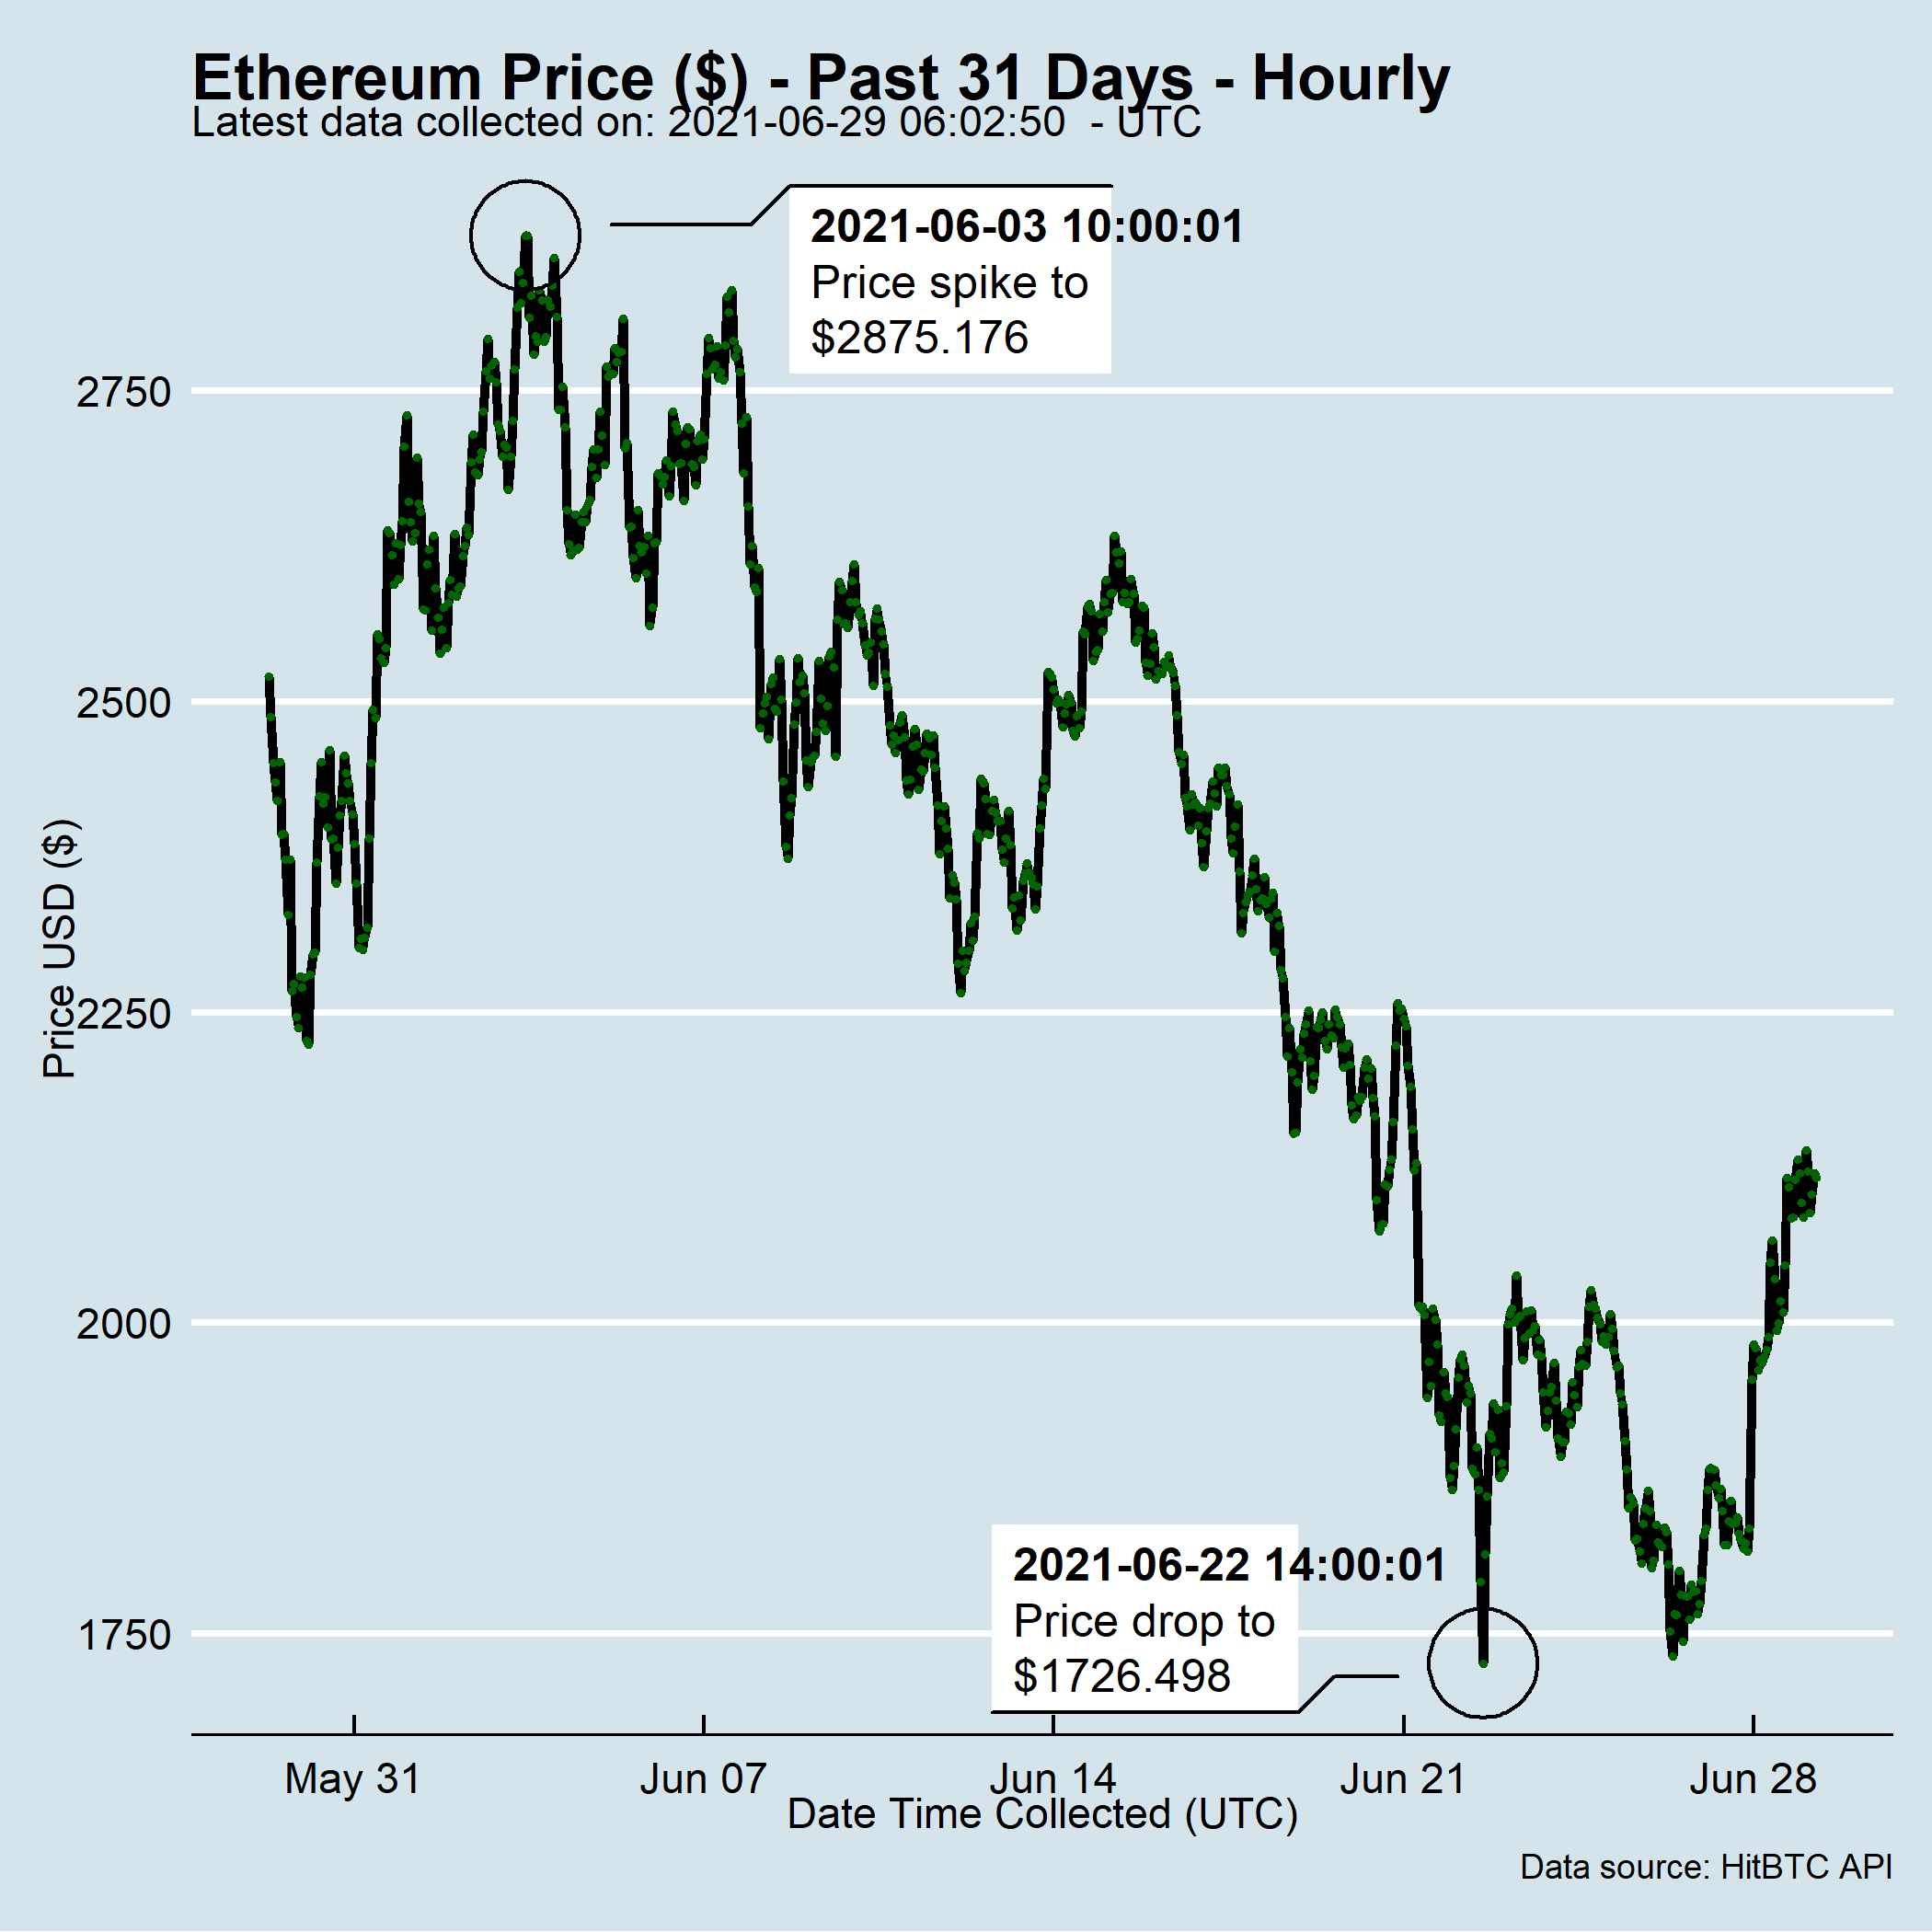 Ethereum Price ($) - Past 31 Days - Hourly
Latest data collected on: 2021-06-29 06:02:50  - UTC
2021-06-03 10:00:01
Price spike to
$2875.176
2750
2500
2250
2000
1750
Price USD ($)
2021-06-22 14:00:01
Price drop to
$1726.498
May 31
Jun 07
Jun 14
Jun 21
Jun 28
Date Time Collected (UTC)
Data source: HitBTC API